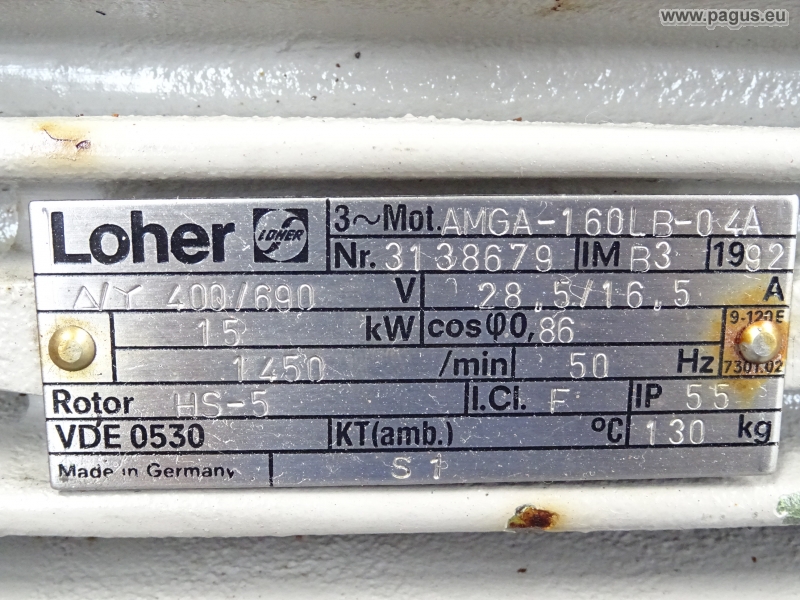 www.pagus.eu
Loher LOHER 3~Mot. AMGA-160LB-04A
Nr. 3138679 IM B3 1992
Δ/Y 400/690 V 28,5/16,5 A
15 kW cosφ0,86 9-120E
1450 /min 50 Hz 7301.02
Rotor HS-5 I.Cl. F IP 55
VDE 0530 KT(amb.) °C 130 kg
Made in Germany S1